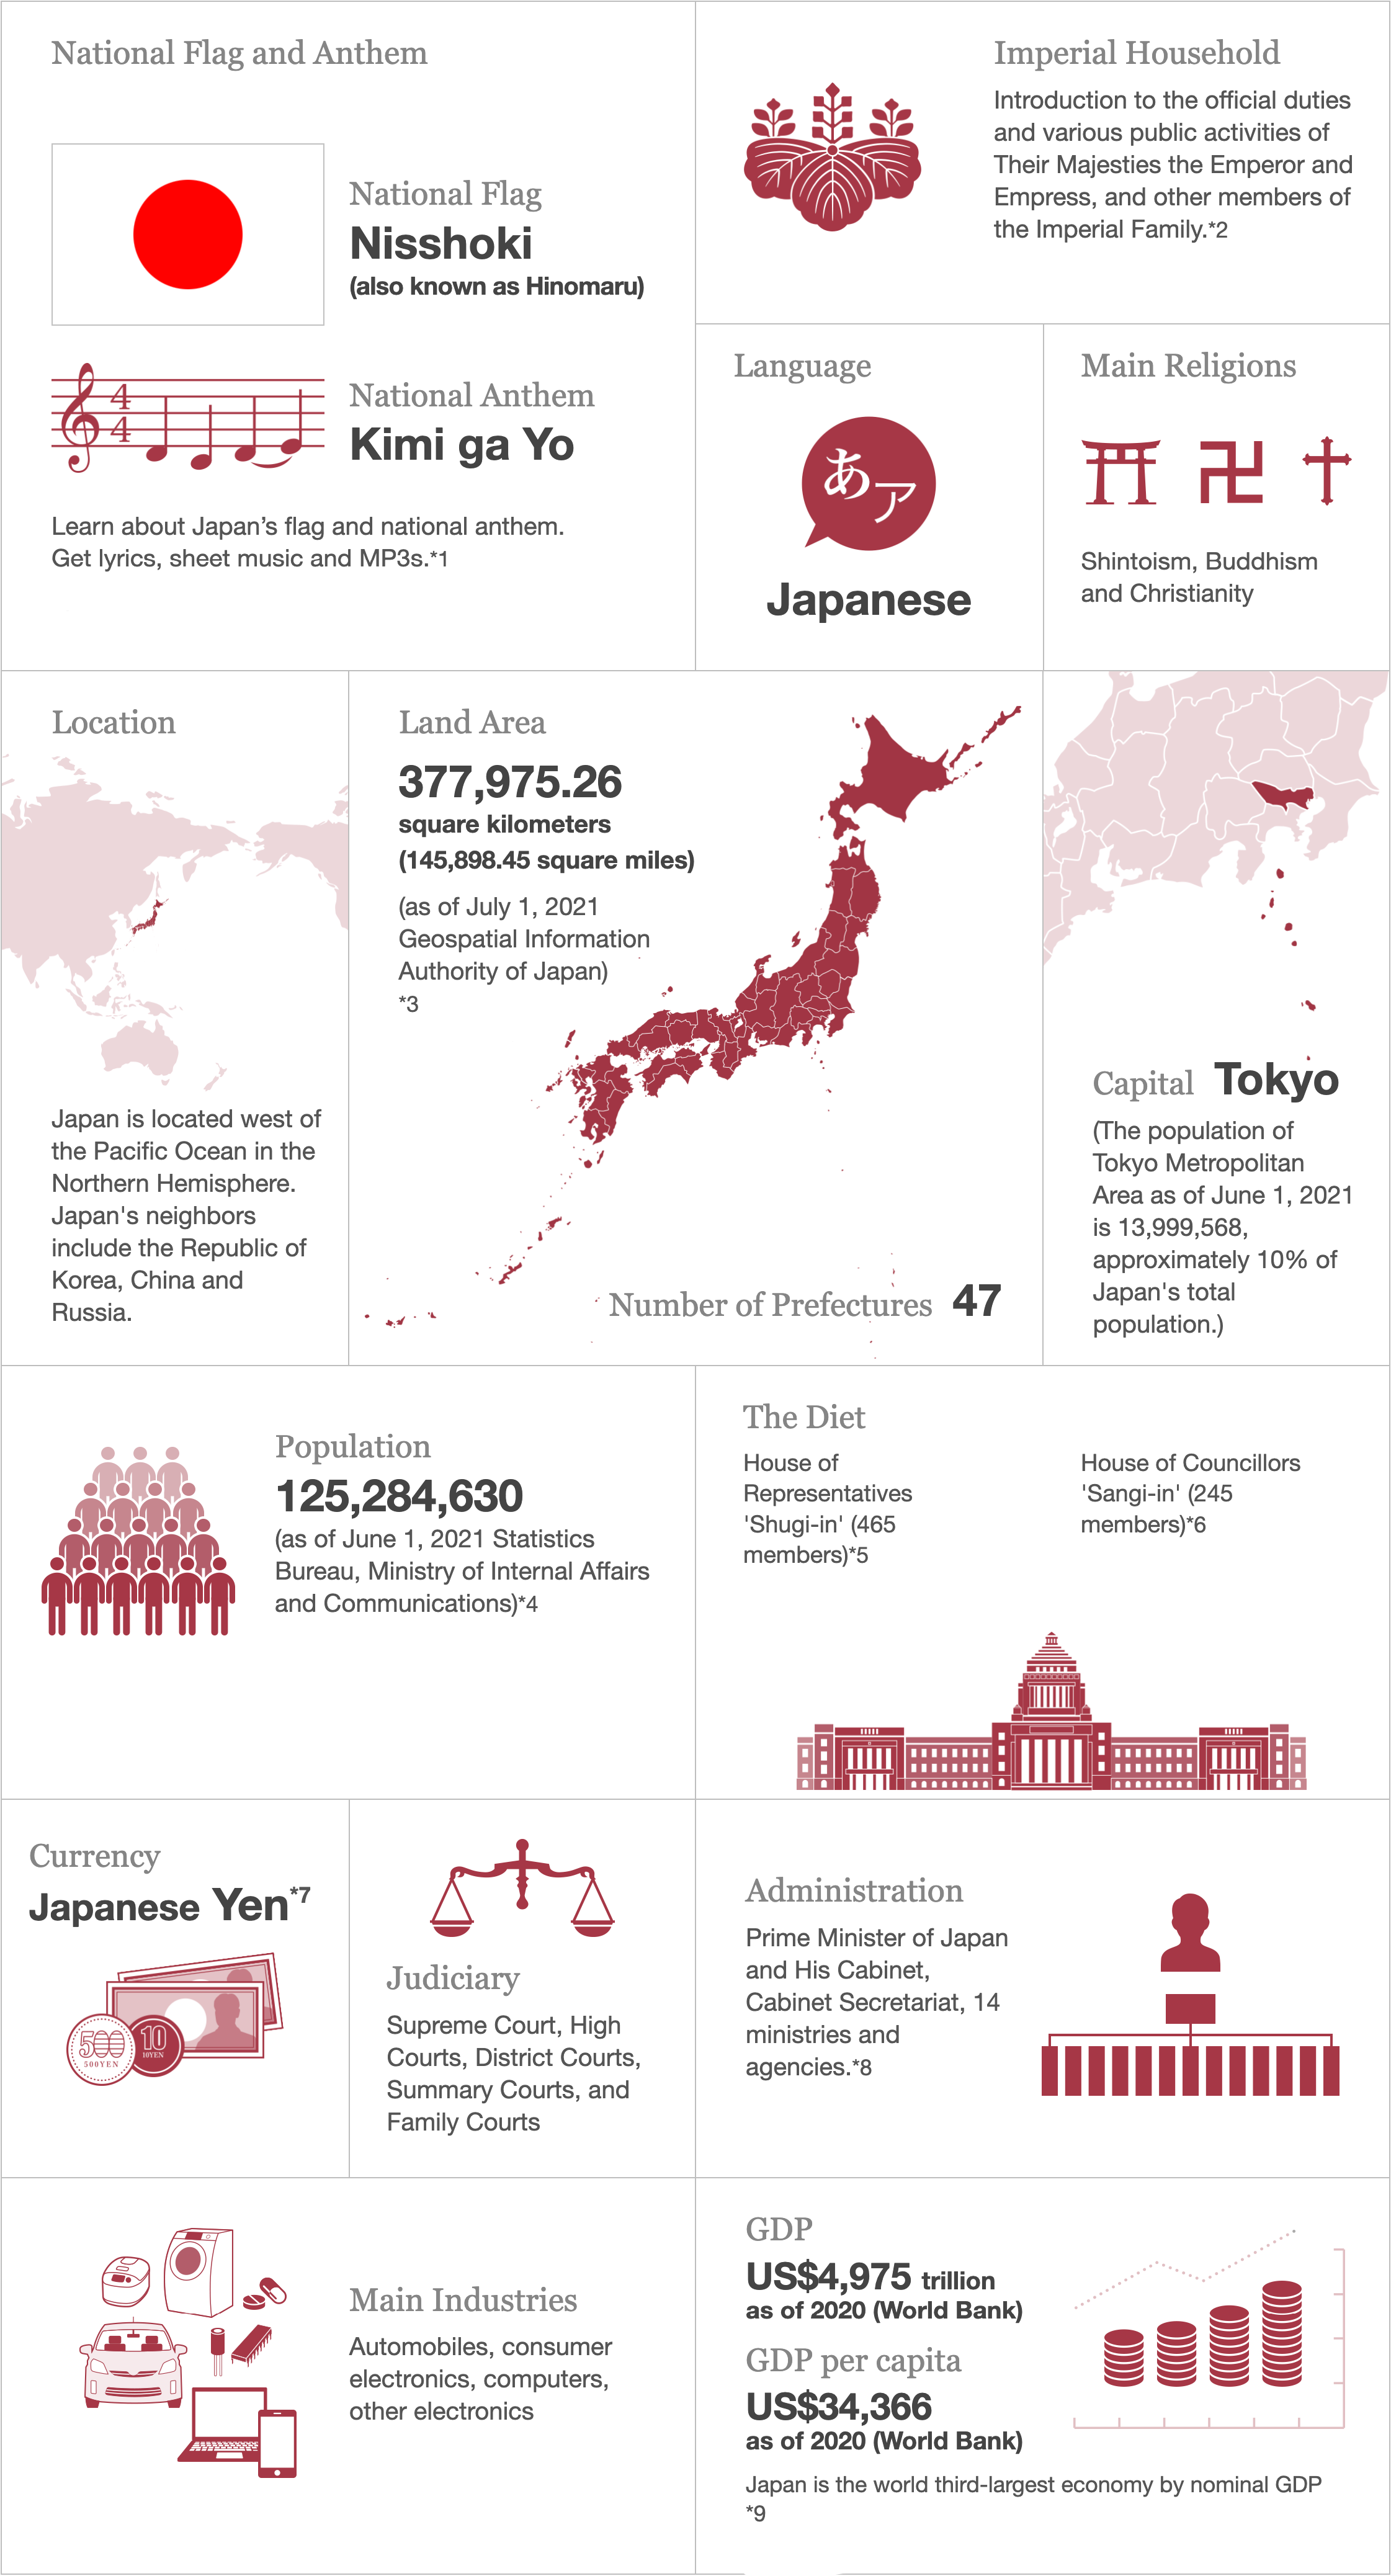 National Flag and Anthem
National Flag
Nisshoki
(also known as Hinomaru)
4
4
National Anthem
Kimi ga Yo
Learn about Japan’s flag and national anthem.
Get lyrics, sheet music and MP3s.*1
Imperial Household
Introduction to the official duties
and various public activities of
Their Majesties the Emperor and
Empress, and other members of
the Imperial Family.*2
Language
あア
Japanese
Main Religions
Shintoism, Buddhism
and Christianity
Location
Japan is located west of
the Pacific Ocean in the
Northern Hemisphere.
Japan's neighbors
include the Republic of
Korea, China and
Russia.
Land Area
377,975.26
square kilometers
(145,898.45 square miles)
(as of July 1, 2021
Geospatial Information
Authority of Japan)
*3
Number of Prefectures 47
Capital Tokyo
(The population of
Tokyo Metropolitan
Area as of June 1, 2021
is 13,999,568,
approximately 10% of
Japan's total
population.)
Population
125,284,630
(as of June 1, 2021 Statistics
Bureau, Ministry of Internal Affairs
and Communications)*4
The Diet
House of
Representatives
'Shugi-in' (465
members)*5
House of Councillors
'Sangi-in' (245
members)*6
Currency
Japanese Yen*7
500
500YEN
10
10YEN
Judiciary
Supreme Court, High
Courts, District Courts,
Summary Courts, and
Family Courts
Administration
Prime Minister of Japan
and His Cabinet,
Cabinet Secretariat, 14
ministries and
agencies.*8
Main Industries
Automobiles, consumer
electronics, computers,
other electronics
GDP
US$4,975 trillion
as of 2020 (World Bank)
GDP per capita
US$34,366
as of 2020 (World Bank)
Japan is the world third-largest economy by nominal GDP
*9